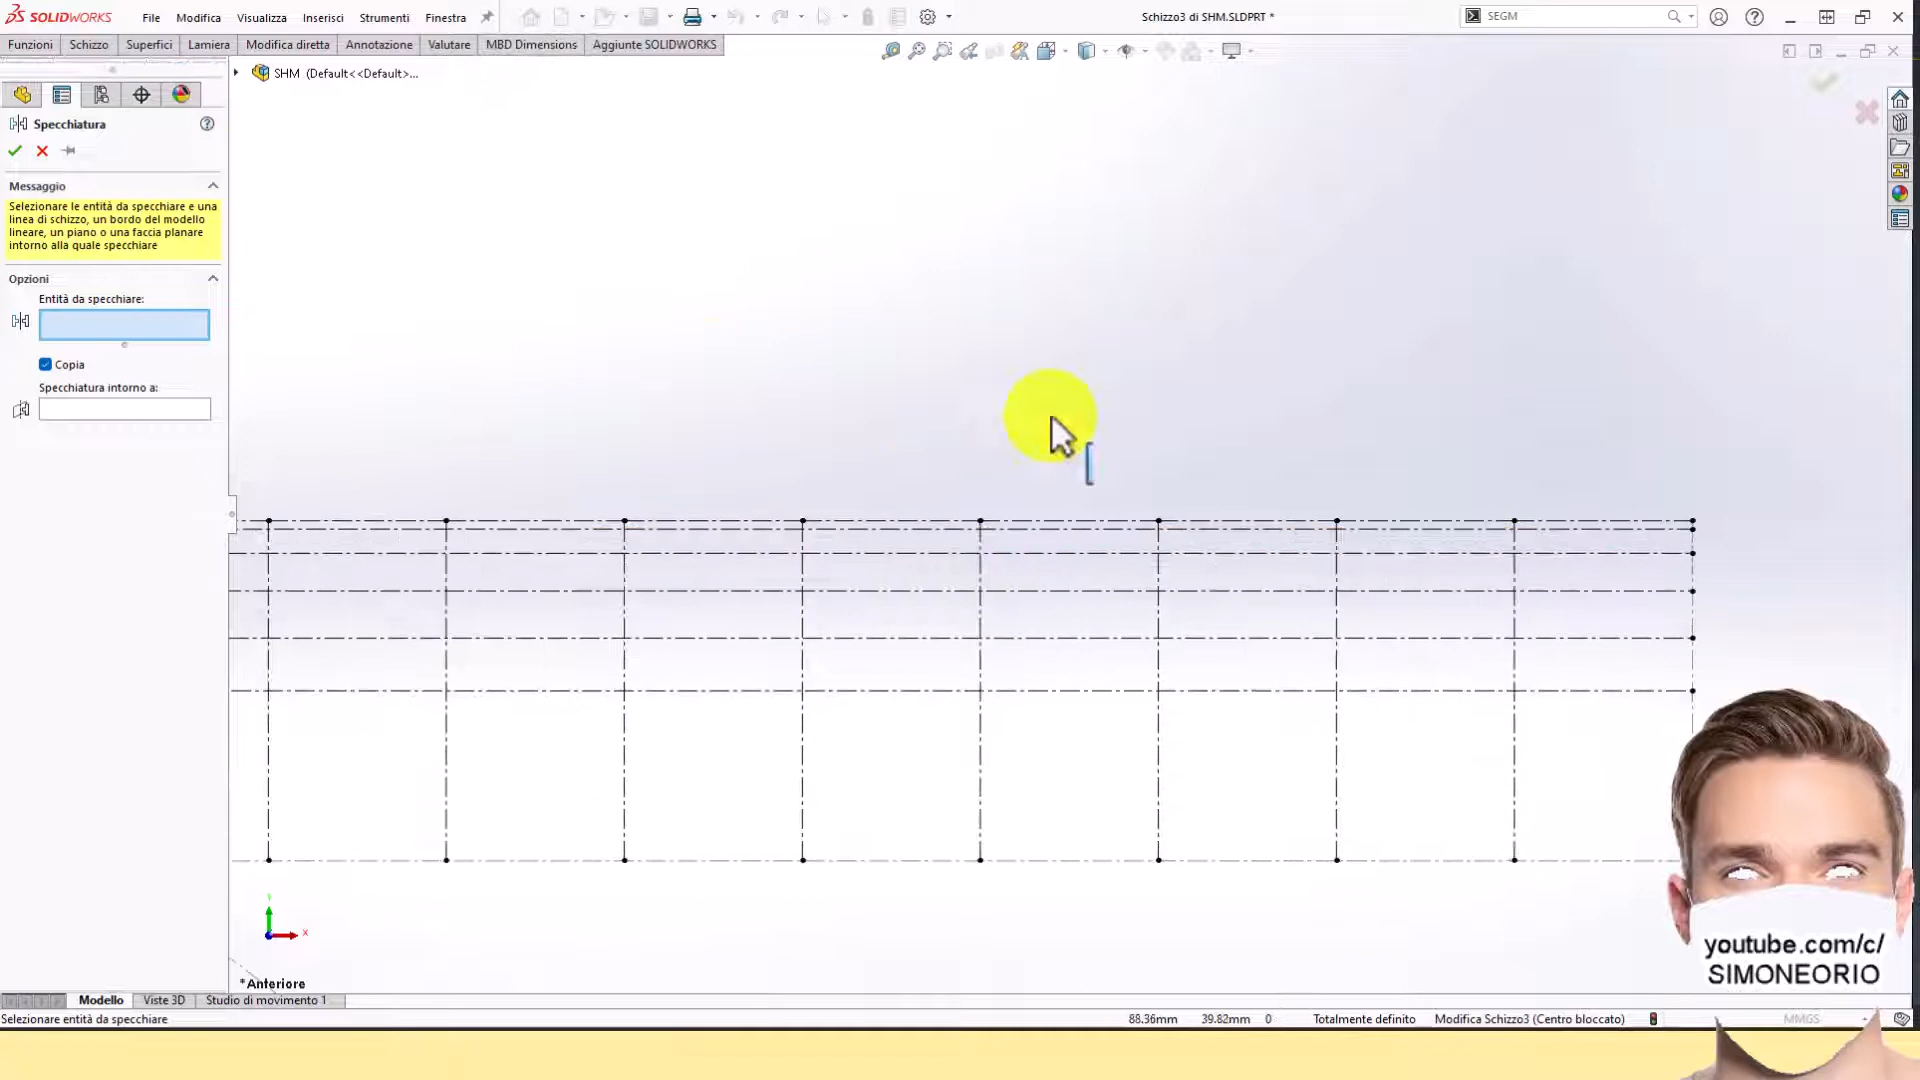 SOLIDWORKS
File Modifica Visualizza Inserisci Strumenti Finestra
Schizzo3 di SHM.SLDPRT *
SEGM
Funzioni Schizzo Superfici Lamiera Modifica diretta Annotazione Valutare MBD Dimensions Aggiunte SOLIDWORKS
SHM (Default<<Default>...
Specchiatura
Messaggio
Selezionare le entità da specchiare e una
linea di schizzo, un bordo del modello
lineare, un piano o una faccia planare
intorno alla quale specchiare
Opzioni
Entità da specchiare:
Copia
Specchiatura intorno a:
x
*Anteriore
youtube.com/c/
SIMONEORIO
Modello Viste 3D Studio di movimento 1
Selezionare entità da specchiare
88.36mm 39.82mm 0 Totalmente definito Modifica Schizzo3 (Centro bloccato) MMGS